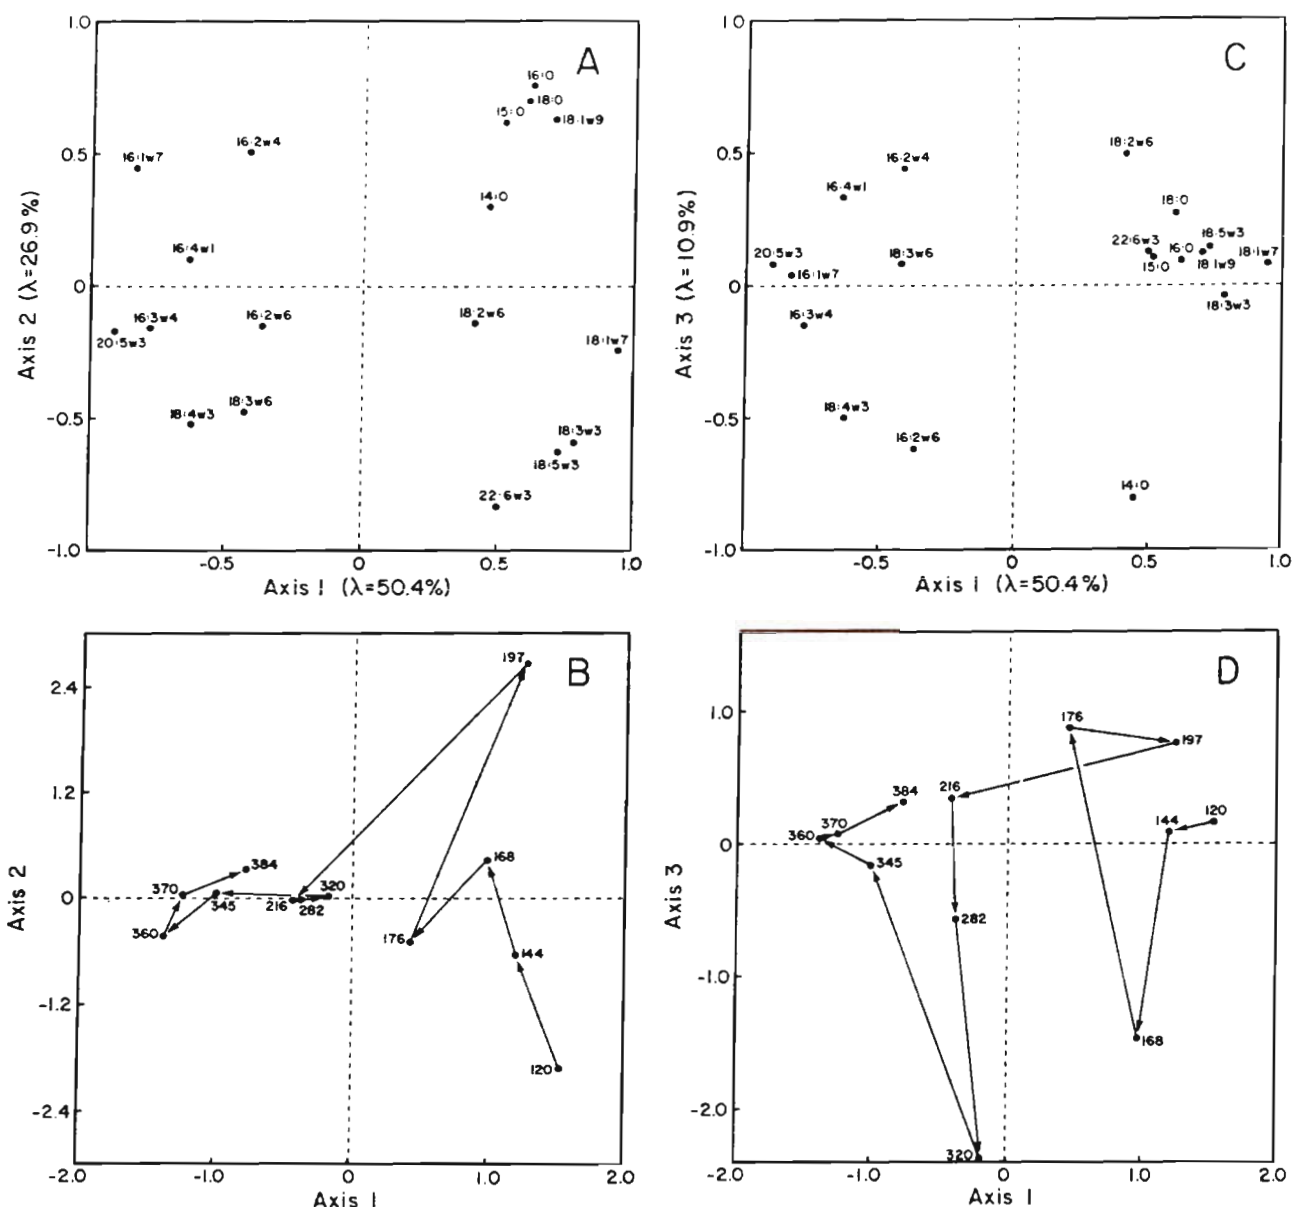 A
1.0
0.5
0
-0.5
-1.0
Axis 2 (λ=26.9%)
16:0
18:0
15:0
18:1w9
16:2w4
16:1w7
14:0
16:4w1
16:3w4
20:5w3
16:2w6
18:2w6
18:1w7
18:3w6
18:4w3
18:3w3
18:5w3
22:6w3
-0.5
0
0.5
1.0
Axis 1 (λ=50.4%)
C
1.0
0.5
0
-0.5
-1.0
Axis 3 (λ=10.9%)
18:2w6
16:2w4
16:4w1
18:0
22:6w3
18:5w3
16:0
18:1w7
15:0
18:1w9
20:5w3
18:3w6
16:1w7
18:3w3
16:3w4
18:4w3
16:2w6
14:0
-0.5
0
0.5
1.0
Axis 1 (λ=50.4%)
B
2.4
1.2
0
-1.2
-2.4
Axis 2
197
168
384
370
320
345
216
282
360
176
144
120
-2.0
-1.0
0
1.0
2.0
Axis 1
D
1.0
0
-1.0
-2.0
Axis 3
176
197
216
384
120
370
144
360
345
282
168
320
-2.0
-1.0
0
1.0
2.0
Axis 1